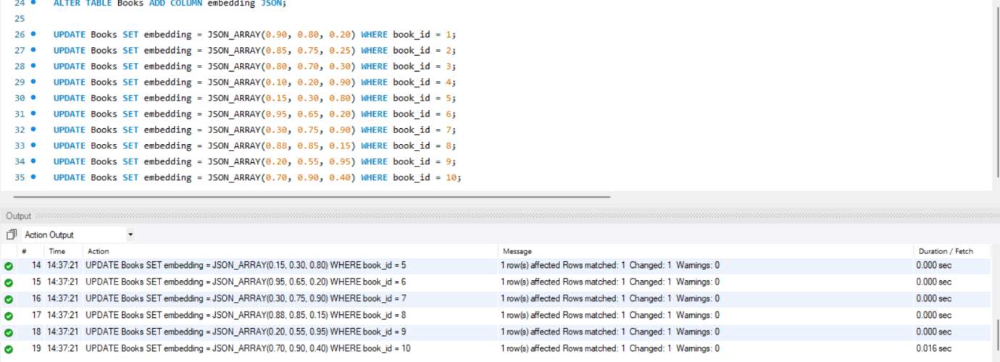 24 ALTER TABLE Books ADD COLUMN embedding JSON;
25
26 UPDATE Books SET embedding = JSON_ARRAY(0.90, 0.80, 0.20) WHERE book_id = 1;
27 UPDATE Books SET embedding = JSON_ARRAY(0.85, 0.75, 0.25) WHERE book_id = 2;
28 UPDATE Books SET embedding = JSON_ARRAY(0.80, 0.70, 0.30) WHERE book_id = 3;
29 UPDATE Books SET embedding = JSON_ARRAY(0.10, 0.20, 0.90) WHERE book_id = 4;
30 UPDATE Books SET embedding = JSON_ARRAY(0.15, 0.30, 0.80) WHERE book_id = 5;
31 UPDATE Books SET embedding = JSON_ARRAY(0.95, 0.65, 0.20) WHERE book_id = 6;
32 UPDATE Books SET embedding = JSON_ARRAY(0.30, 0.75, 0.90) WHERE book_id = 7;
33 UPDATE Books SET embedding = JSON_ARRAY(0.88, 0.85, 0.15) WHERE book_id = 8;
34 UPDATE Books SET embedding = JSON_ARRAY(0.20, 0.55, 0.95) WHERE book_id = 9;
35 UPDATE Books SET embedding = JSON_ARRAY(0.70, 0.90, 0.40) WHERE book_id = 10;
Output
Action Output
# Time Action Message Duration / Fetch
14 14:37:21 UPDATE Books SET embedding = JSON_ARRAY(0.15, 0.30, 0.80) WHERE book_id = 5 1 row(s) affected Rows matched: 1 Changed: 1 Warnings: 0 0.000 sec
15 14:37:21 UPDATE Books SET embedding = JSON_ARRAY(0.95, 0.65, 0.20) WHERE book_id = 6 1 row(s) affected Rows matched: 1 Changed: 1 Warnings: 0 0.000 sec
16 14:37:21 UPDATE Books SET embedding = JSON_ARRAY(0.30, 0.75, 0.90) WHERE book_id = 7 1 row(s) affected Rows matched: 1 Changed: 1 Warnings: 0 0.000 sec
17 14:37:21 UPDATE Books SET embedding = JSON_ARRAY(0.88, 0.85, 0.15) WHERE book_id = 8 1 row(s) affected Rows matched: 1 Changed: 1 Warnings: 0 0.000 sec
18 14:37:21 UPDATE Books SET embedding = JSON_ARRAY(0.20, 0.55, 0.95) WHERE book_id = 9 1 row(s) affected Rows matched: 1 Changed: 1 Warnings: 0 0.000 sec
19 14:37:21 UPDATE Books SET embedding = JSON_ARRAY(0.70, 0.90, 0.40) WHERE book_id = 10 1 row(s) affected Rows matched: 1 Changed: 1 Warnings: 0 0.016 sec